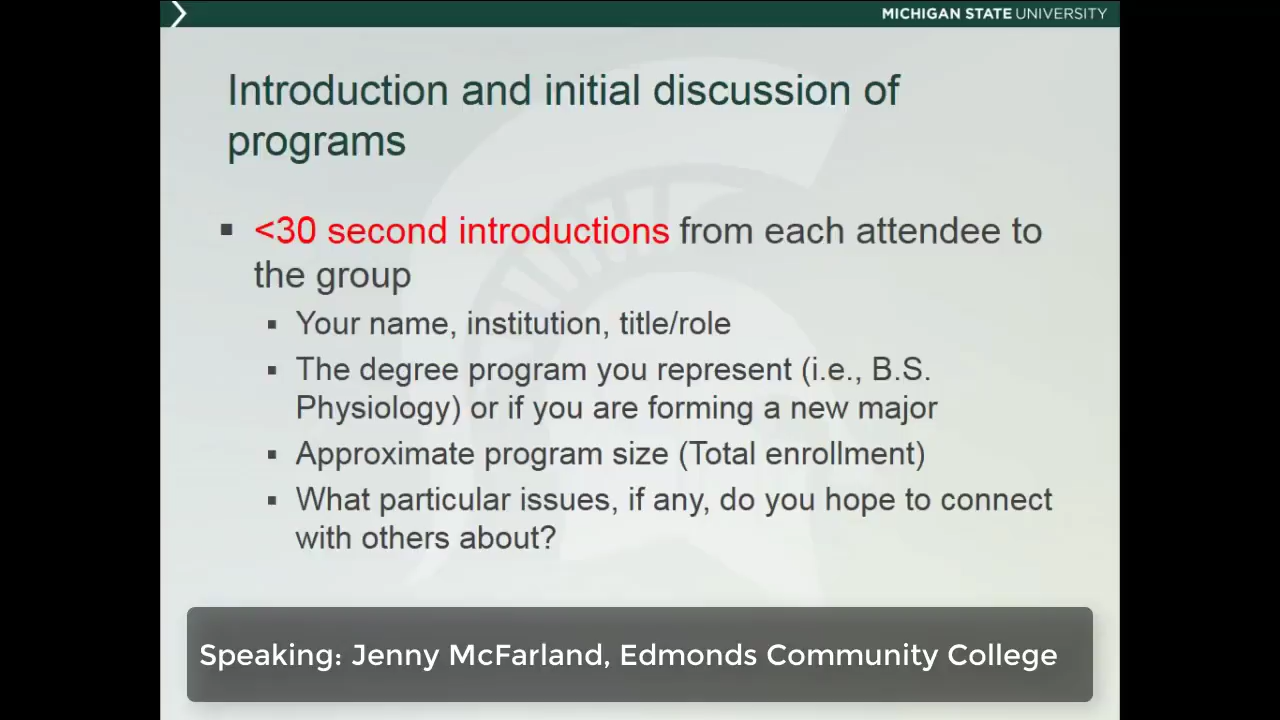 MICHIGAN STATE UNIVERSITY
Introduction and initial discussion of
programs
<30 second introductions from each attendee to
the group
Your name, institution, title/role
The degree program you represent (i.e., B.S.
Physiology) or if you are forming a new major
Approximate program size (Total enrollment)
What particular issues, if any, do you hope to connect
with others about?
Speaking: Jenny McFarland, Edmonds Community College